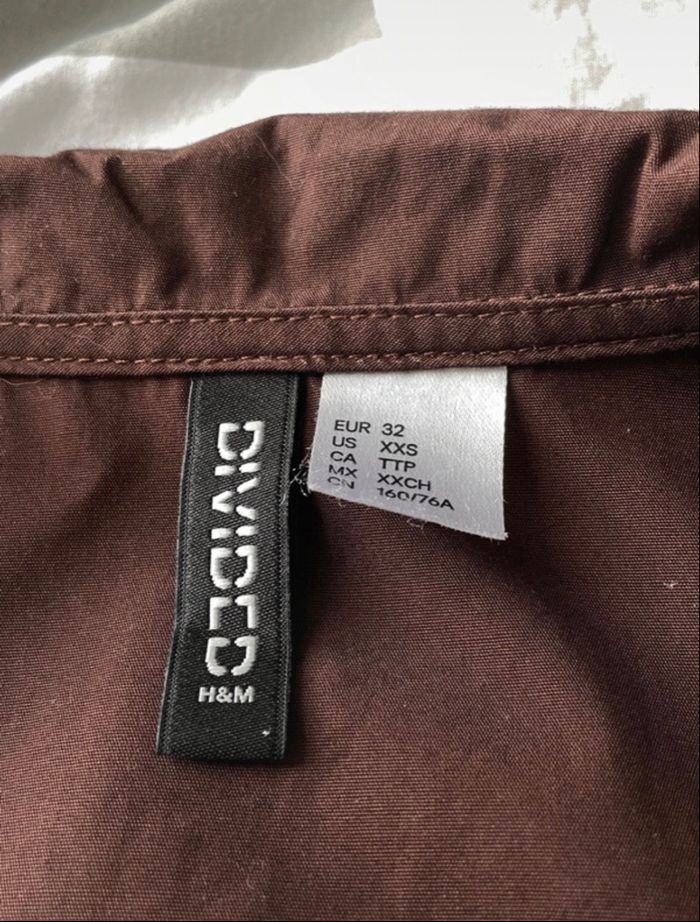 DIVIDED
H&M
EUR 32
US XXS
CA TTP
MX XXCH
CN 160/76A